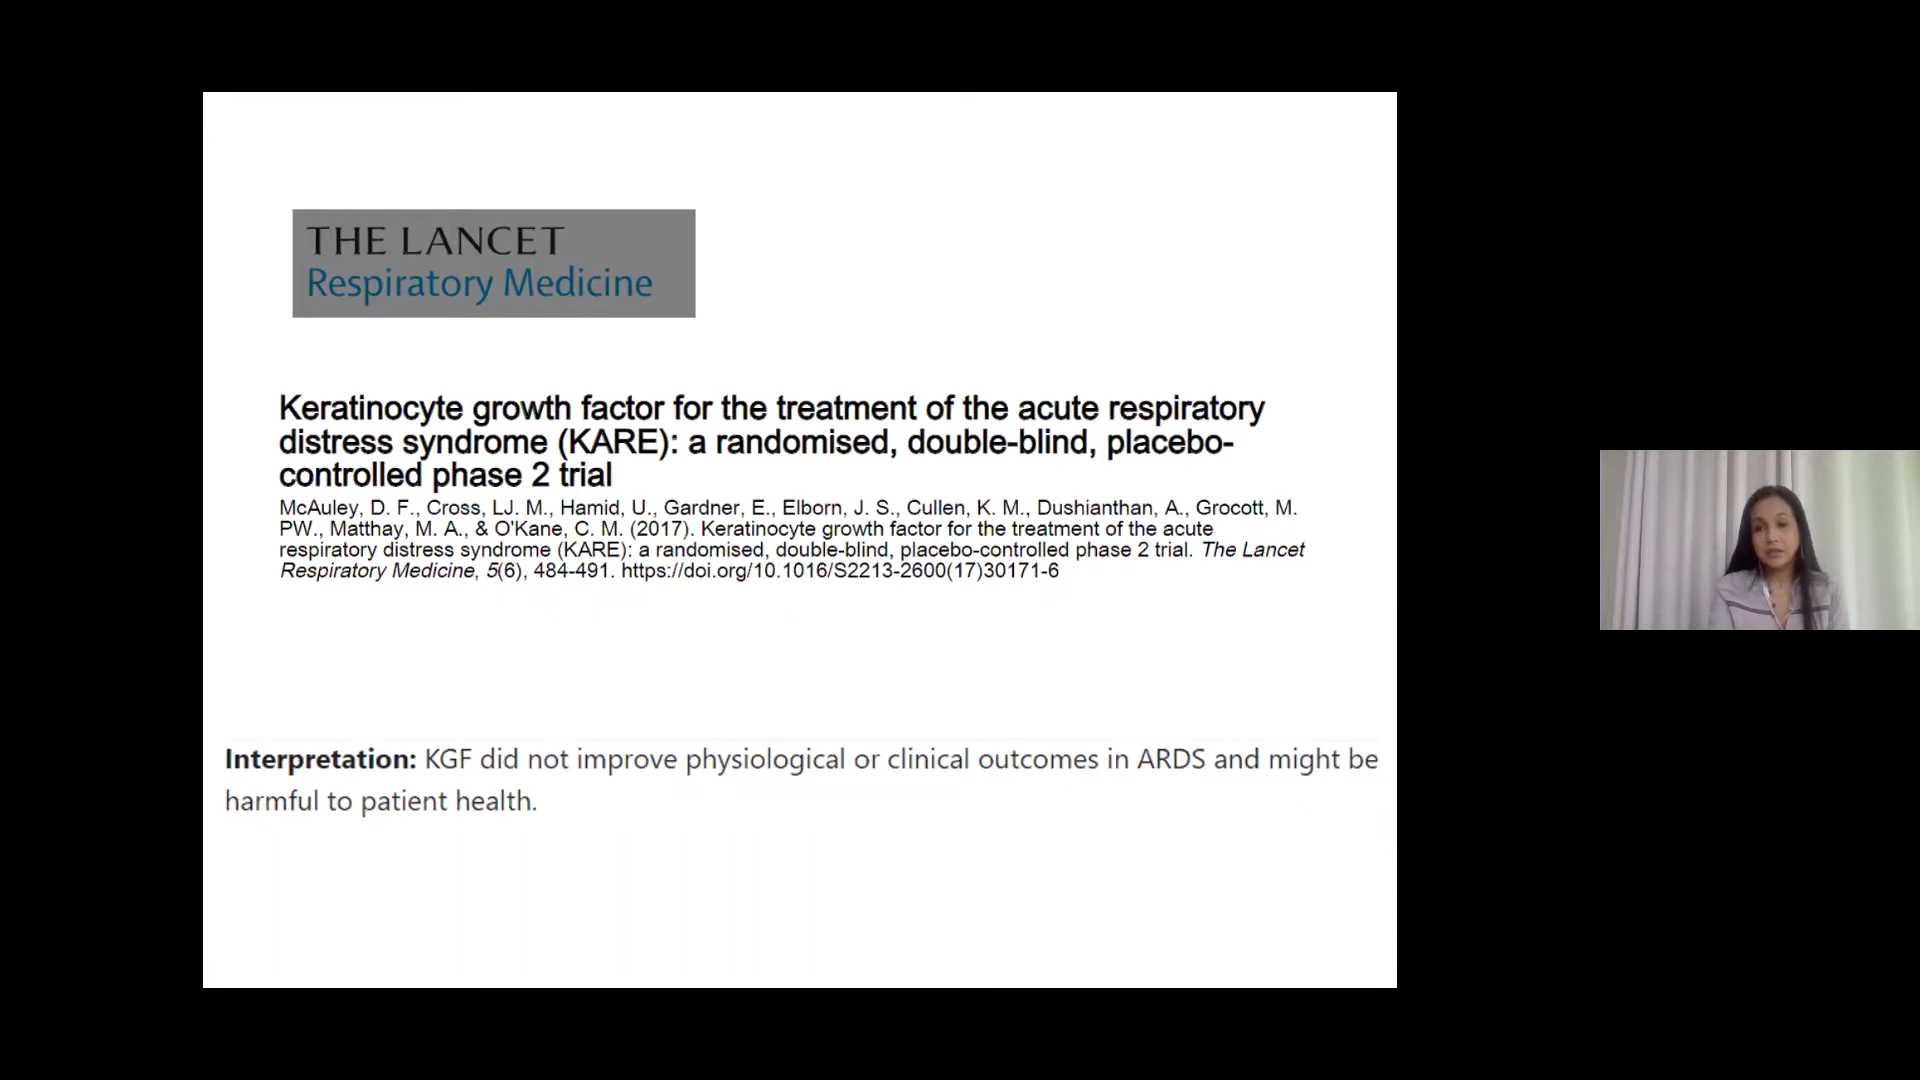 THE LANCET
Respiratory Medicine
Keratinocyte growth factor for the treatment of the acute respiratory
distress syndrome (KARE): a randomised, double-blind, placebo-
controlled phase 2 trial
McAuley, D. F., Cross, LJ. M., Hamid, U., Gardner, E., Elborn, J. S., Cullen, K. M., Dushianthan, A., Grocott, M.
PW., Matthay, M. A., & O'Kane, C. M. (2017). Keratinocyte growth factor for the treatment of the acute
respiratory distress syndrome (KARE): a randomised, double-blind, placebo-controlled phase 2 trial. The Lancet
Respiratory Medicine, 5(6), 484-491. https://doi.org/10.1016/S2213-2600(17)30171-6
Interpretation: KGF did not improve physiological or clinical outcomes in ARDS and might be
harmful to patient health.